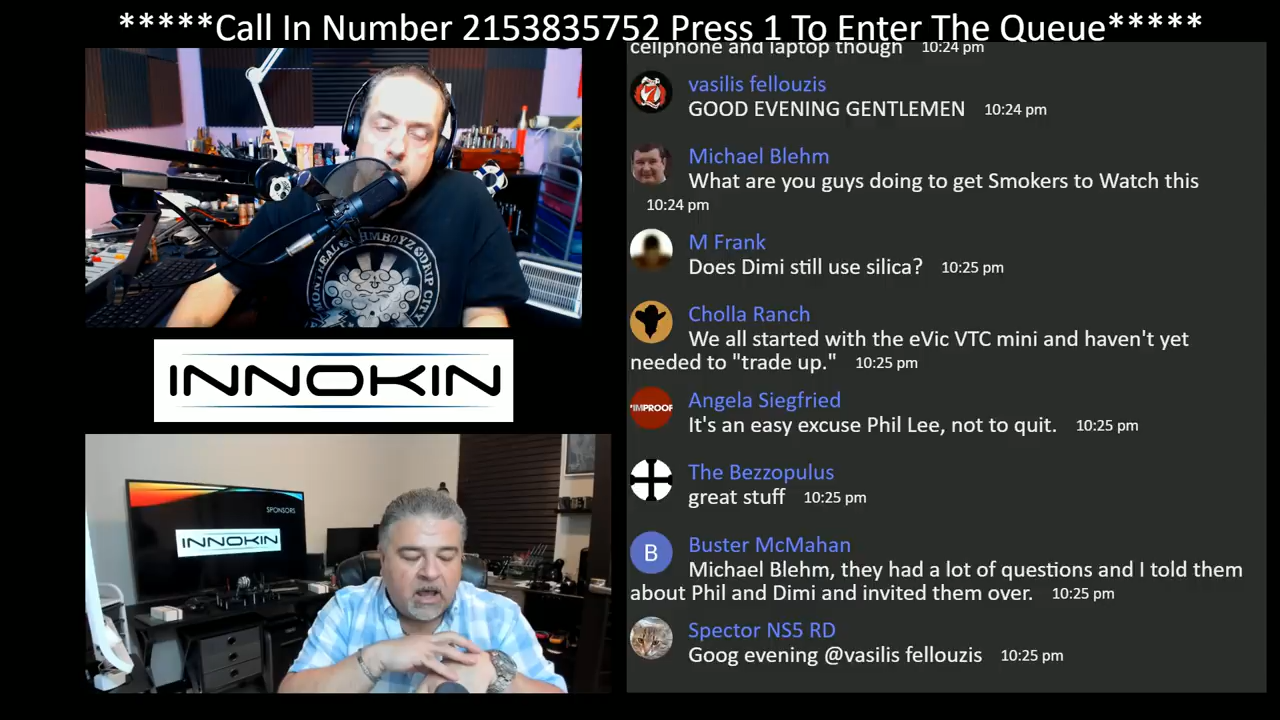 *****Call In Number 2153835752 Press 1 To Enter The Queue*****
cellphone and laptop though 10:24 pm
vasilis fellouzis
GOOD EVENING GENTLEMEN 10:24 pm
Michael Blehm
What are you guys doing to get Smokers to Watch this
10:24 pm
M Frank
Does Dimi still use silica? 10:25 pm
Cholla Ranch
We all started with the eVic VTC mini and haven't yet
needed to "trade up." 10:25 pm
'IMPROOF
Angela Siegfried
It's an easy excuse Phil Lee, not to quit. 10:25 pm
The Bezzopulus
great stuff 10:25 pm
B
Buster McMahan
Michael Blehm, they had a lot of questions and I told them
about Phil and Dimi and invited them over. 10:25 pm
Spector NS5 RD
Goog evening @vasilis fellouzis 10:25 pm
MONTREAL DRIP CITY
INNOKIN
SPONSORS
INNOKIN